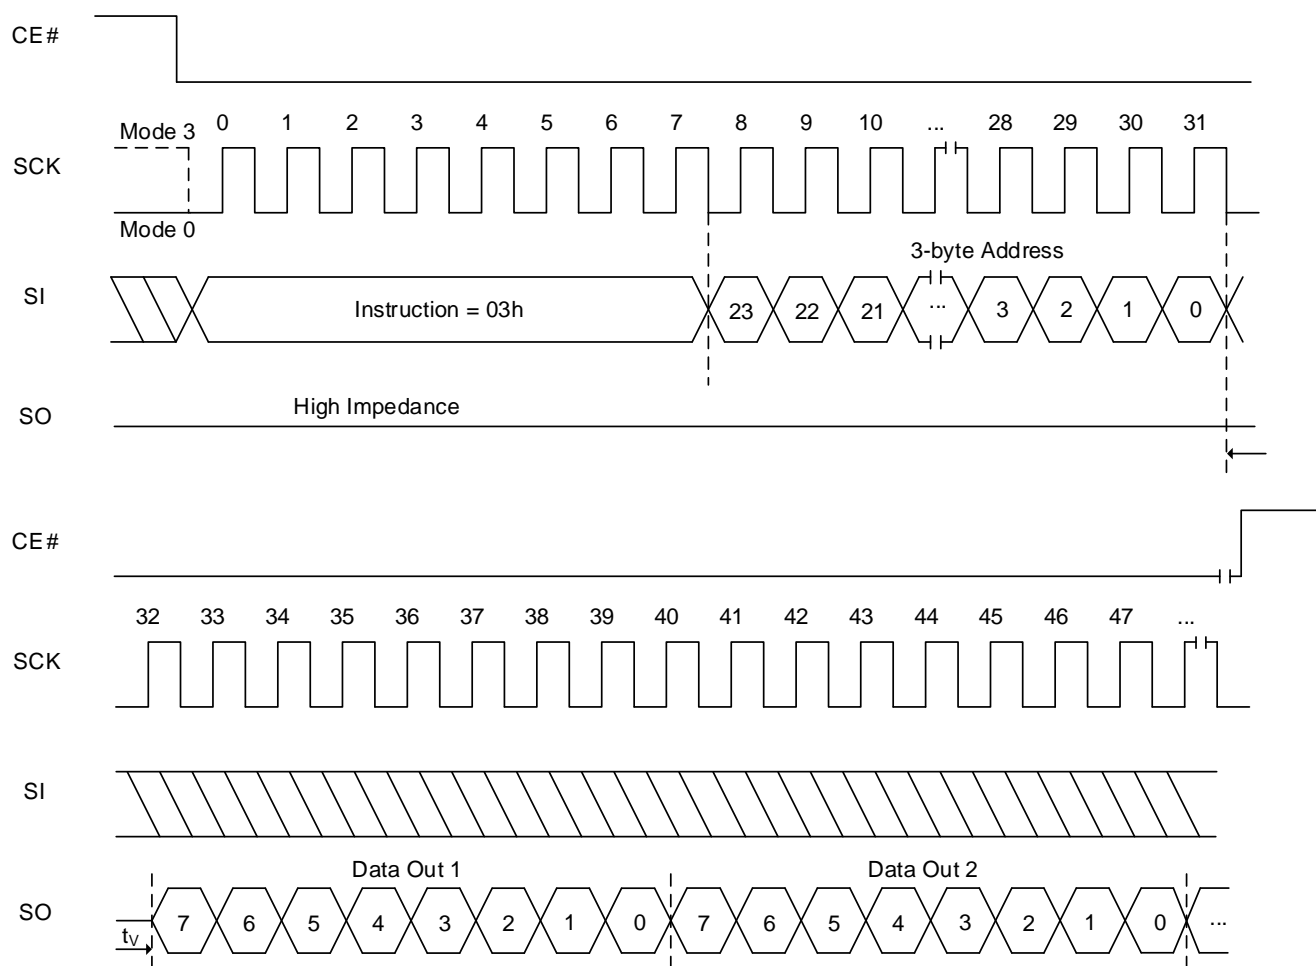 CE#
Mode 3 0 1 2 3 4 5 6 7 8 9 10 ... 28 29 30 31
SCK
Mode 0
3-byte Address
SI Instruction = 03h 23 22 21 ... 3 2 1 0
SO High Impedance
CE#
32 33 34 35 36 37 38 39 40 41 42 43 44 45 46 47 ...
SCK
SI
Data Out 1 Data Out 2
SO 7 6 5 4 3 2 1 0 7 6 5 4 3 2 1 0 ...
tV